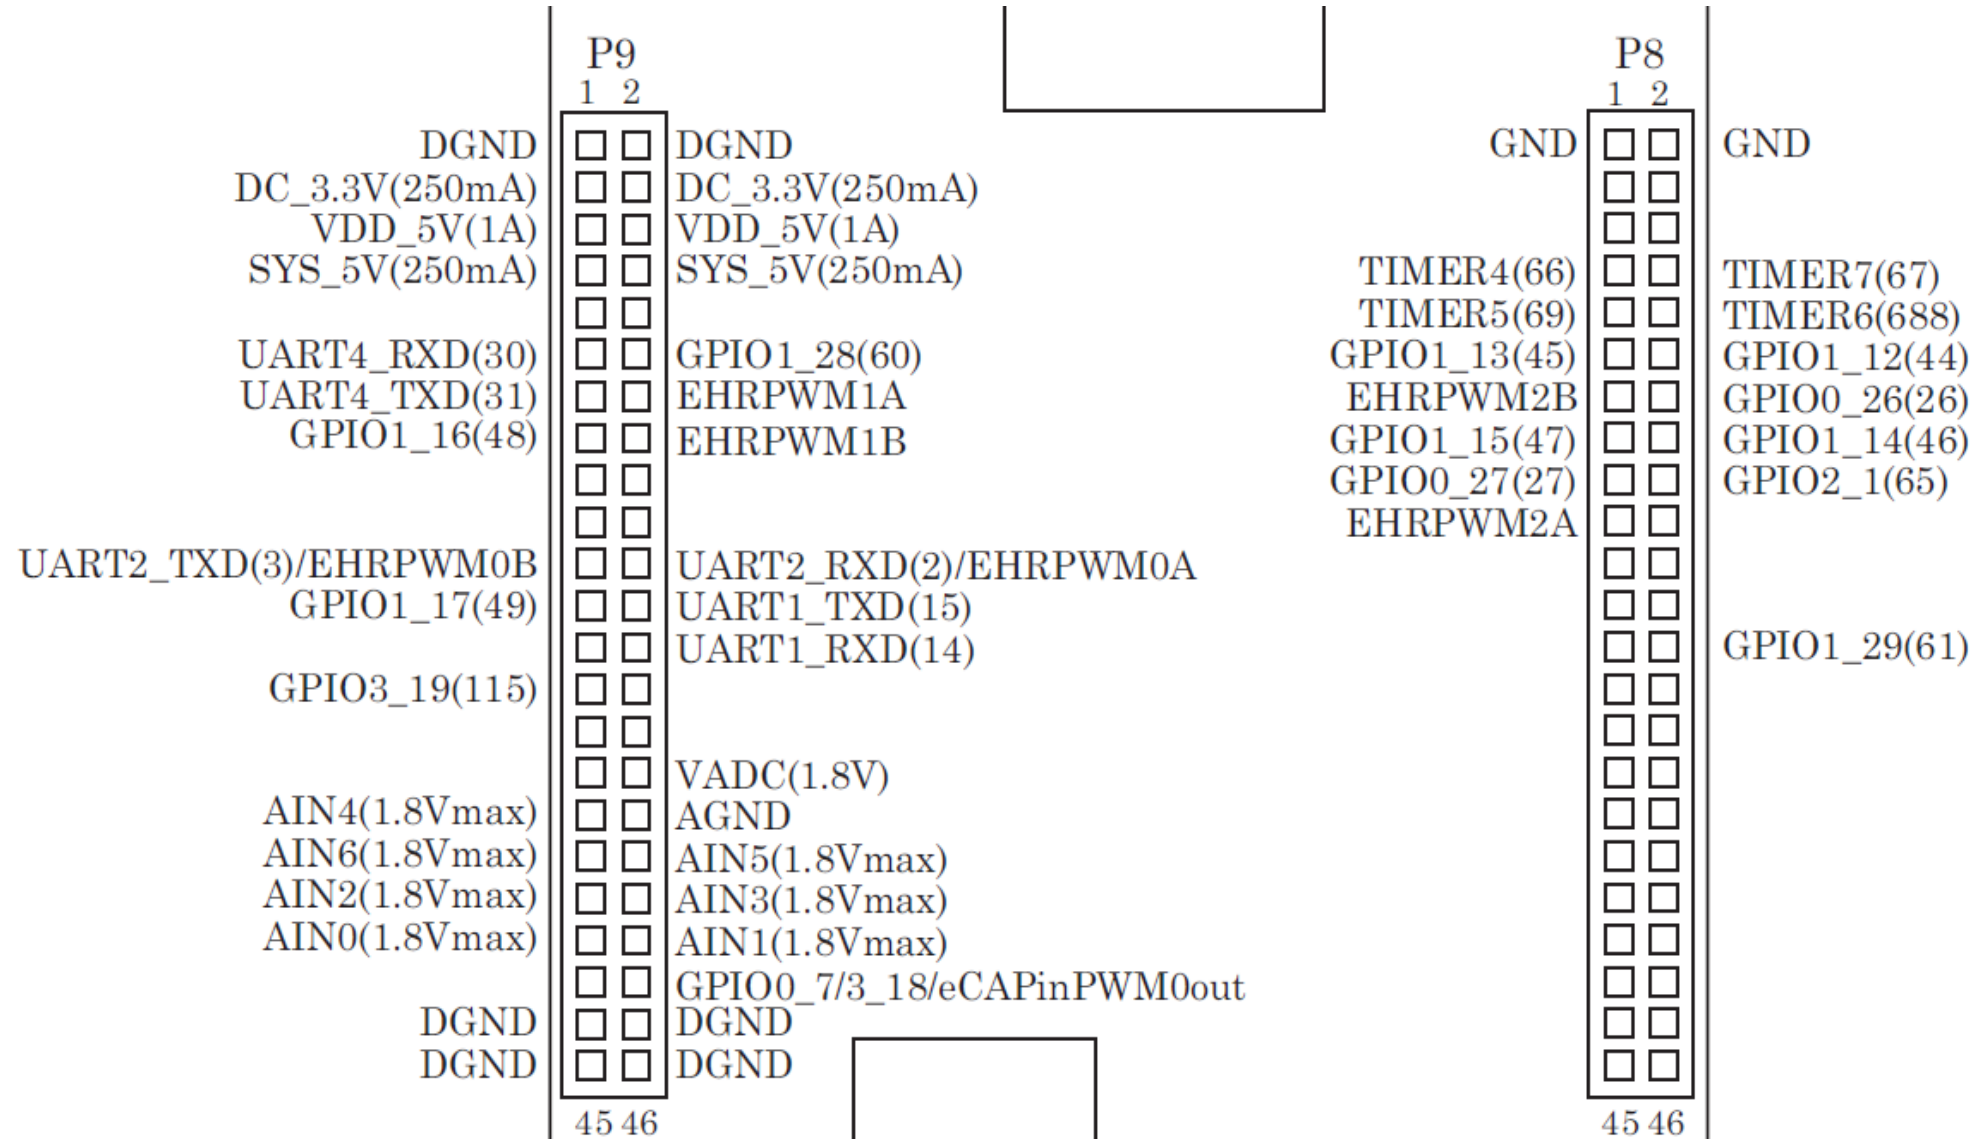 P9 P8
1 2 1 2
DGND DGND GND GND
DC_3.3V(250mA) DC_3.3V(250mA)
VDD_5V(1A) VDD_5V(1A)
SYS_5V(250mA) SYS_5V(250mA) TIMER4(66) TIMER7(67)
TIMER5(69) TIMER6(688)
UART4_RXD(30) GPIO1_28(60) GPIO1_13(45) GPIO1_12(44)
UART4_TXD(31) EHRPWM1A EHRPWM2B GPIO0_26(26)
GPIO1_16(48) EHRPWM1B GPIO1_15(47) GPIO1_14(46)
GPIO0_27(27) GPIO2_1(65)
EHRPWM2A
UART2_TXD(3)/EHRPWM0B UART2_RXD(2)/EHRPWM0A
GPIO1_17(49) UART1_TXD(15)
UART1_RXD(14) GPIO1_29(61)
GPIO3_19(115)
VADC(1.8V)
AIN4(1.8Vmax) AGND
AIN6(1.8Vmax) AIN5(1.8Vmax)
AIN2(1.8Vmax) AIN3(1.8Vmax)
AIN0(1.8Vmax) AIN1(1.8Vmax)
GPIO0_7/3_18/eCAPinPWM0out
DGND DGND
DGND DGND
45 46 45 46